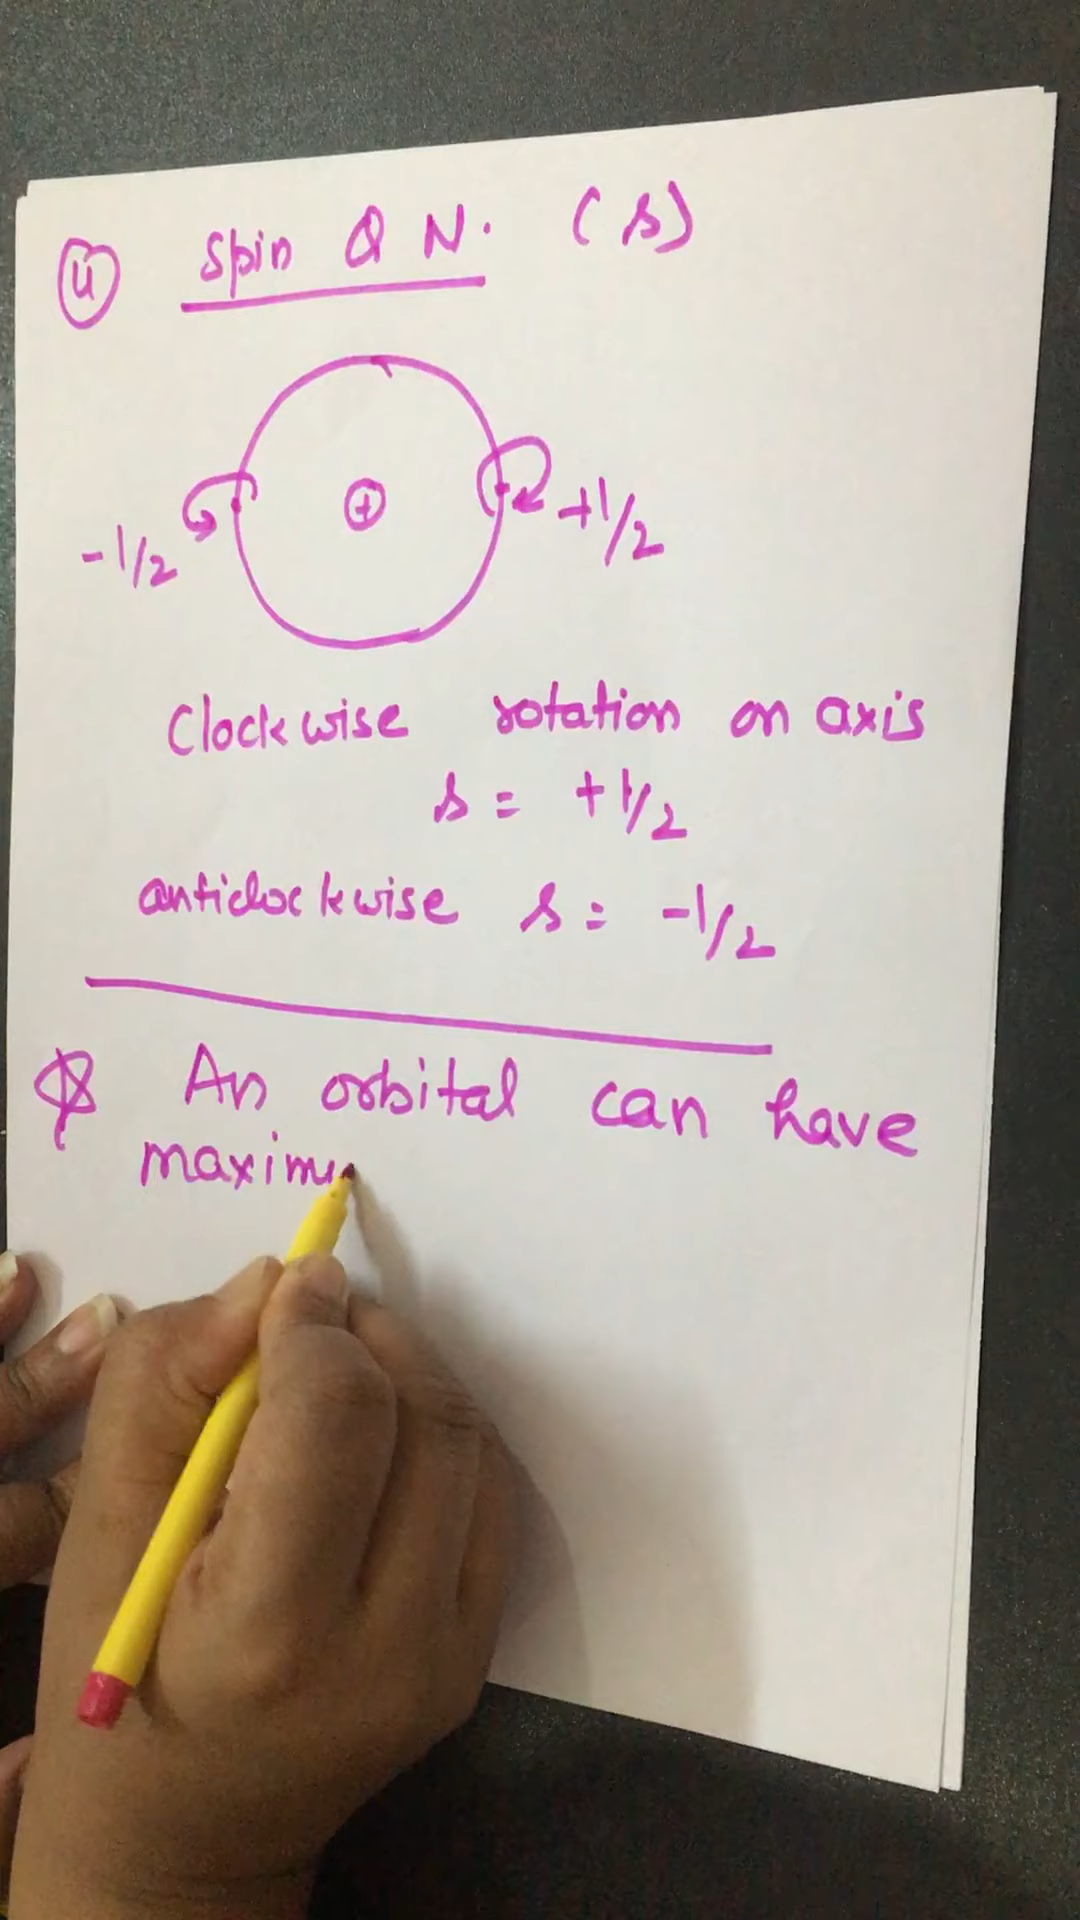 ④ Spin Q N. (s)
+
-1/2
+1/2
Clockwise rotation on axis
s = +1/2
anticlockwise s = -1/2
Q An orbital can have
maximu